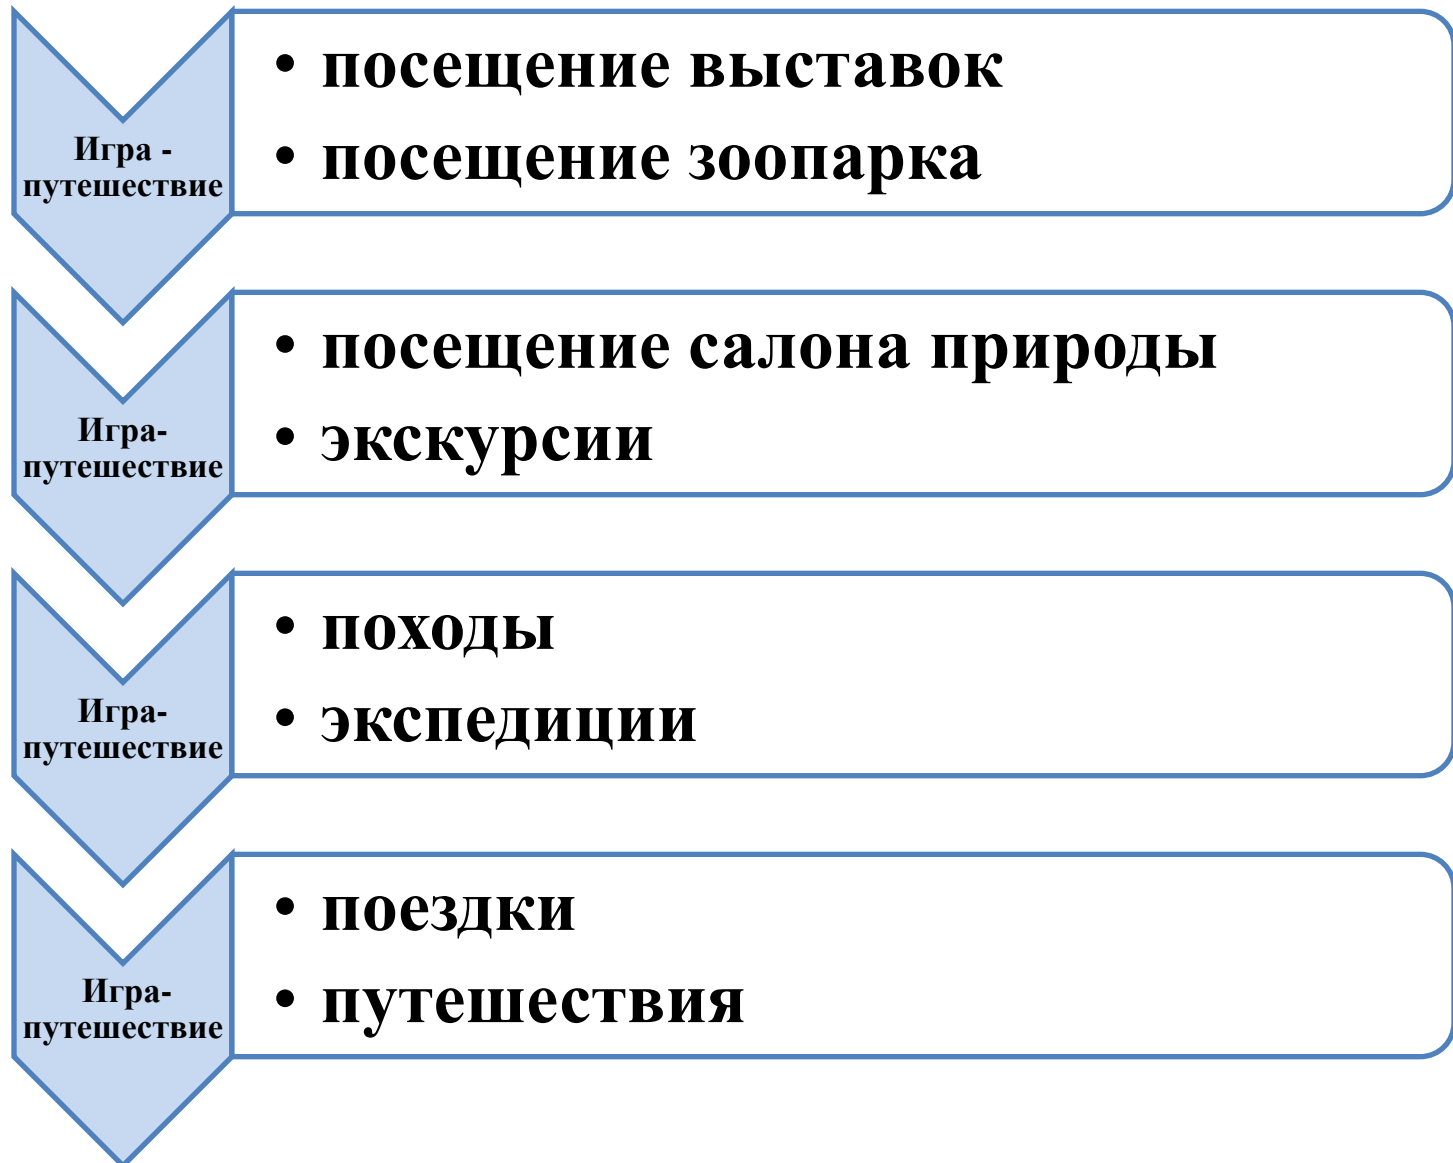 Игра -
путешествие
• посещение выставок
• посещение зоопарка
Игра-
путешествие
• посещение салона природы
• экскурсии
Игра-
путешествие
• походы
• экспедиции
Игра-
путешествие
• поездки
• путешествия